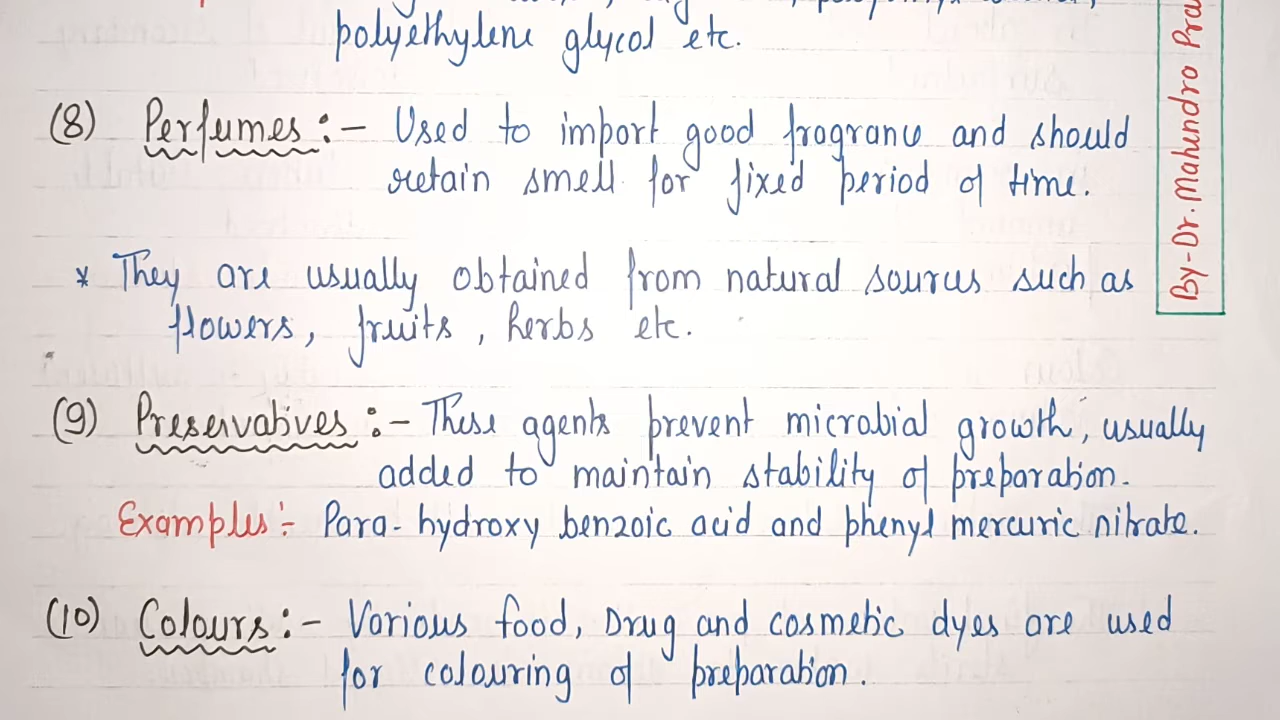 polyethylene glycol etc.
(8) Perfumes :- Used to import good fragrance and should
retain smell for fixed period of time.
* They are usually obtained from natural sources such as
flowers, fruits, herbs etc.
(9) Preservatives :- These agents prevent microbial growth, usually
added to maintain stability of preparation.
Examples :- Para-hydroxy benzoic acid and phenyl mercuric nitrate.
(10) Colours :- Various food, Drug and cosmetic dyes are used
for colouring of preparation.
By-Dr. Mahendra